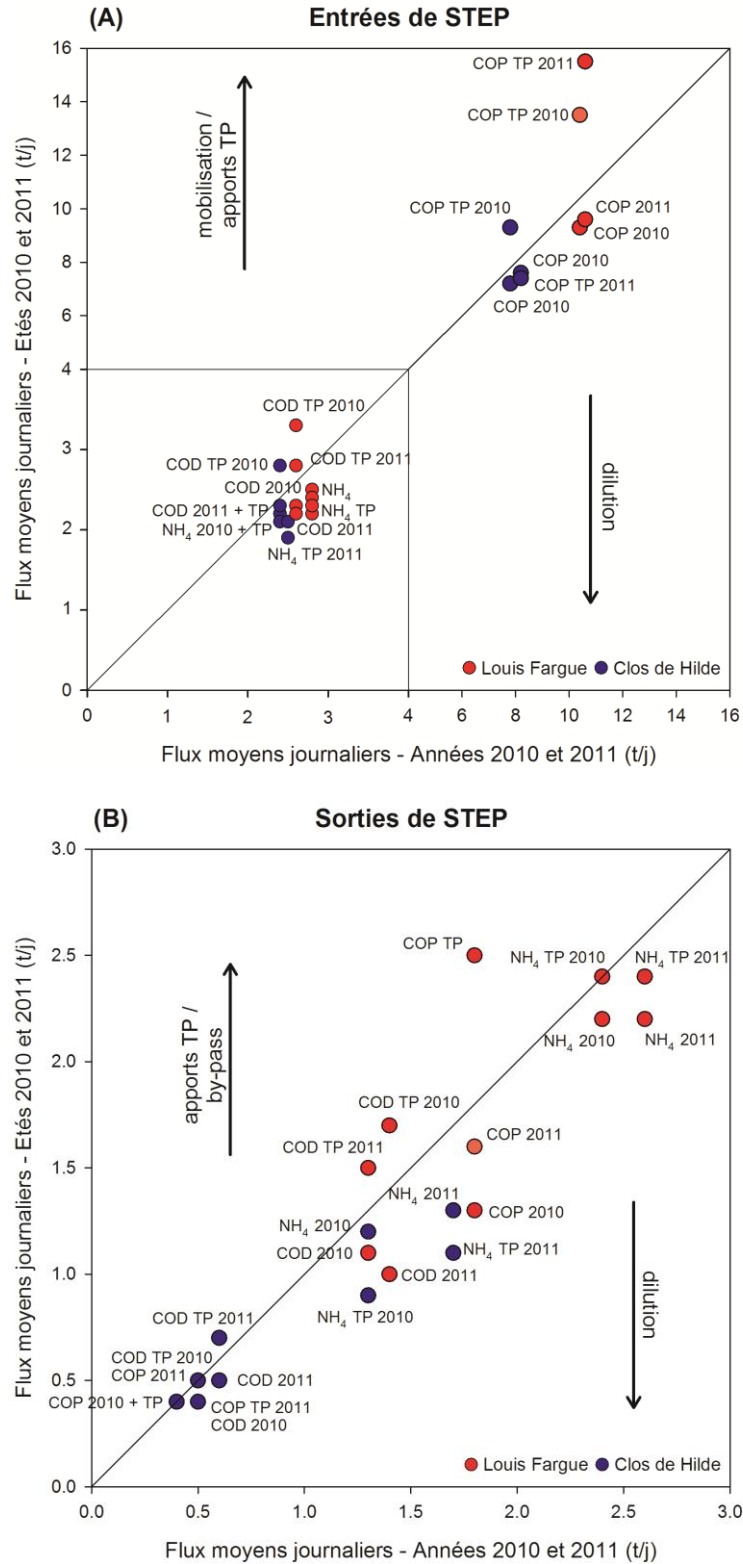 (A) Entrées de STEP
Flux moyens journaliers - Etés 2010 et 2011 (t/j)
16
14
12
10
8
6
4
3
2
1
0
mobilisation /
apports TP
COP TP 2011
COP TP 2010
COP TP 2010
COP 2011
COP 2010
COP 2010
COP TP 2011
COP 2010
dilution
COD TP 2010
COD TP 2010
COD TP 2011
COD 2010
NH₄
COD 2011 + TP
NH₄ TP
NH₄ 2010 + TP
COD 2011
NH₄ TP 2011
Louis Fargue
Clos de Hilde
0 1 2 3 4 6 8 10 12 14 16
Flux moyens journaliers - Années 2010 et 2011 (t/j)
(B) Sorties de STEP
Flux moyens journaliers - Etés 2010 et 2011 (t/j)
3.0
2.5
2.0
1.5
1.0
0.5
0.0
apports TP /
by-pass
COP TP
NH₄ TP 2010
NH₄ TP 2011
NH₄ 2010
NH₄ 2011
COD TP 2010
COD TP 2011
COP 2011
NH₄ 2011
COP 2010
NH₄ 2010
COD 2010
NH₄ TP 2011
COD 2011
NH₄ TP 2010
dilution
COD TP 2011
COD TP 2010
COP 2011
COD 2011
COP 2010 + TP
COP TP 2011
COD 2010
Louis Fargue
Clos de Hilde
0.0 0.5 1.0 1.5 2.0 2.5 3.0
Flux moyens journaliers - Années 2010 et 2011 (t/j)